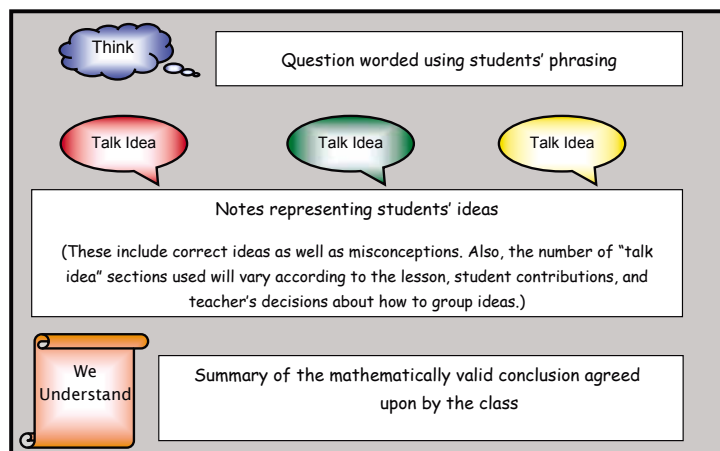 Think
Question worded using students’ phrasing
Talk Idea
Talk Idea
Talk Idea
Notes representing students’ ideas
(These include correct ideas as well as misconceptions. Also, the number of “talk
idea” sections used will vary according to the lesson, student contributions, and
teacher’s decisions about how to group ideas.)
We
Understand
Summary of the mathematically valid conclusion agreed
upon by the class